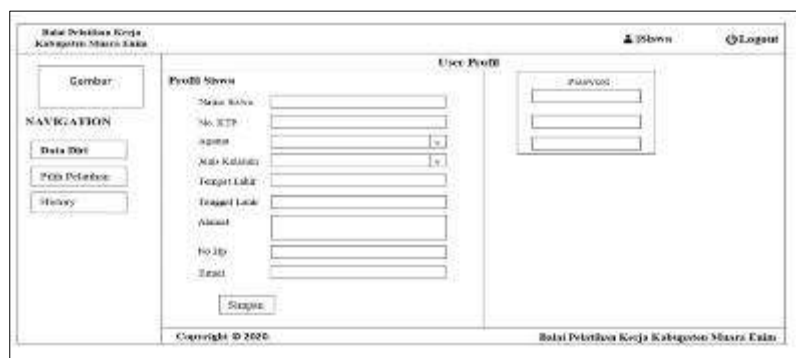 Balai Pelatihan Kerja
Kabupaten Muara Enim
Siswa
Logout
User Profil
Gambar
Profil Siswa
Nama Siswa
No. KTP
NAVIGATION
Agama
Data Diri
Jenis Kelamin
Pilih Pelatihan
Tempat Lahir
History
Tanggal Lahir
Alamat
No Hp
Email
Simpan
Copyright © 2020
Balai Pelatihan Kerja Kabupaten Muara Enim